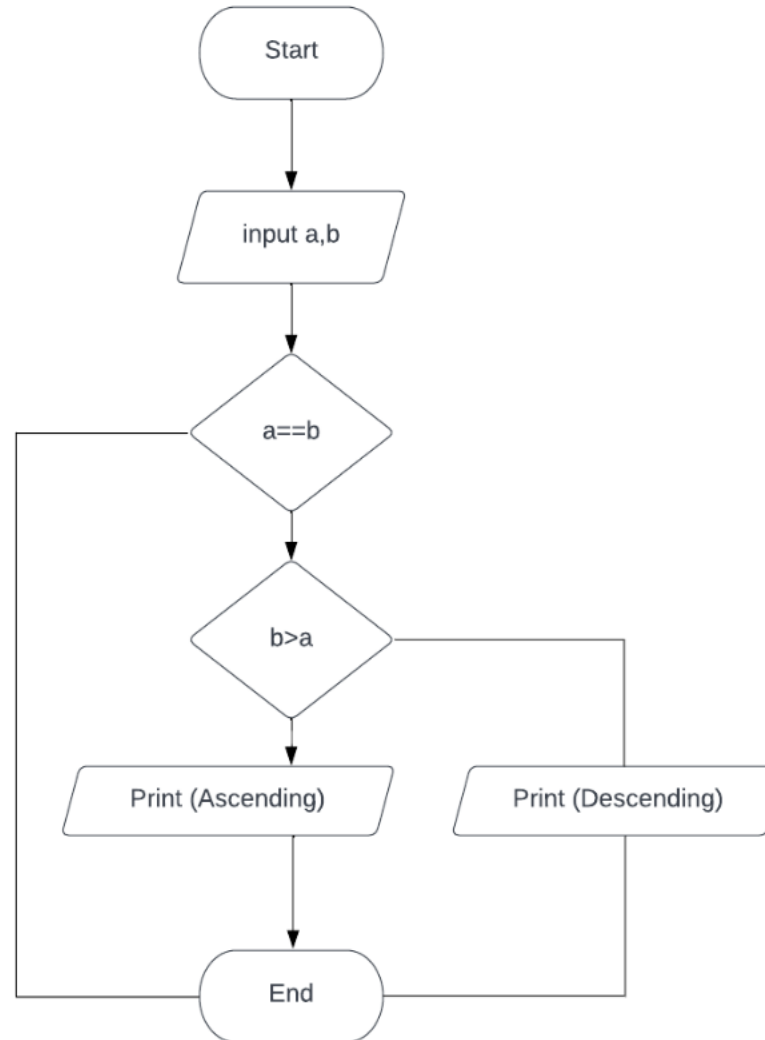 Start
input a,b
a==b
b>a
Print (Ascending)
Print (Descending)
End